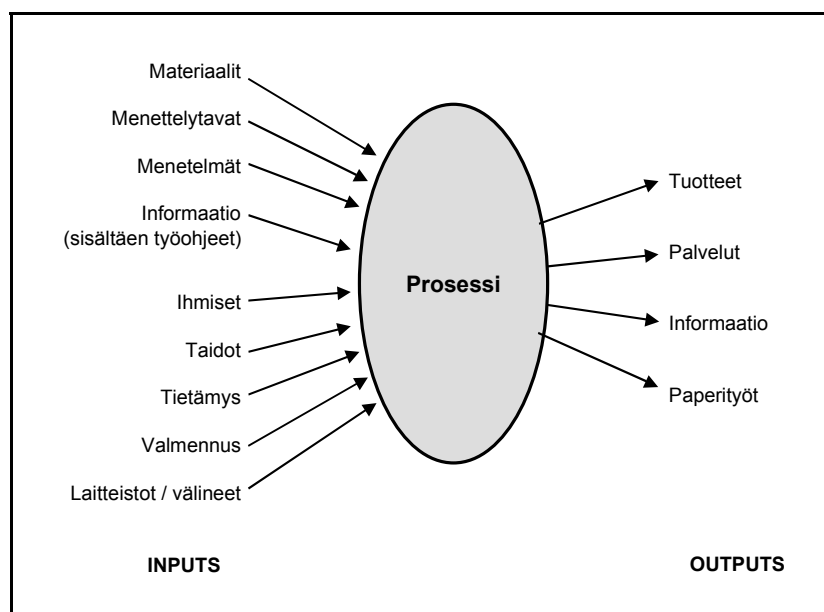 Materiaalit
Menettelytavat
Menetelmät
Informaatio
(sisältäen työohjeet)
Ihmiset
Taidot
Tietämys
Valmennus
Laitteistot / välineet
INPUTS
Prosessi
Tuotteet
Palvelut
Informaatio
Paperityöt
OUTPUTS